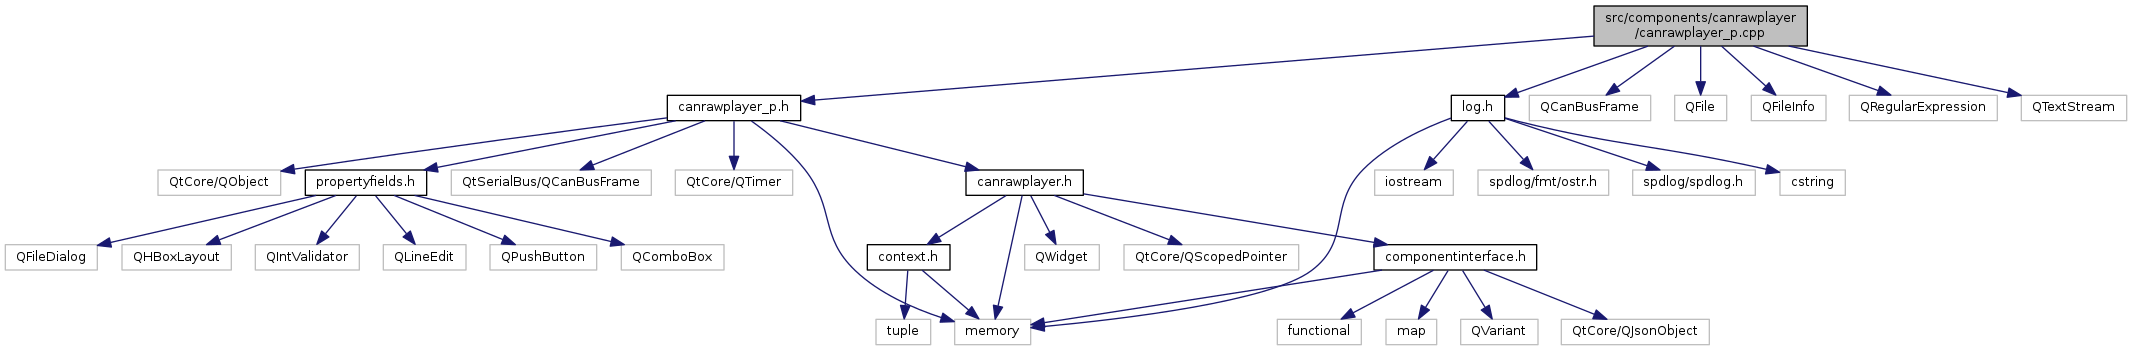 src/components/canrawplayer
/canrawplayer_p.cpp
canrawplayer_p.h
log.h
QCanBusFrame
QFile
QFileInfo
QRegularExpression
QTextStream
QtCore/QObject
propertyfields.h
QtSerialBus/QCanBusFrame
QtCore/QTimer
canrawplayer.h
iostream
spdlog/fmt/ostr.h
spdlog/spdlog.h
cstring
QFileDialog
QHBoxLayout
QIntValidator
QLineEdit
QPushButton
QComboBox
context.h
QWidget
QtCore/QScopedPointer
componentinterface.h
tuple
memory
functional
map
QVariant
QtCore/QJsonObject